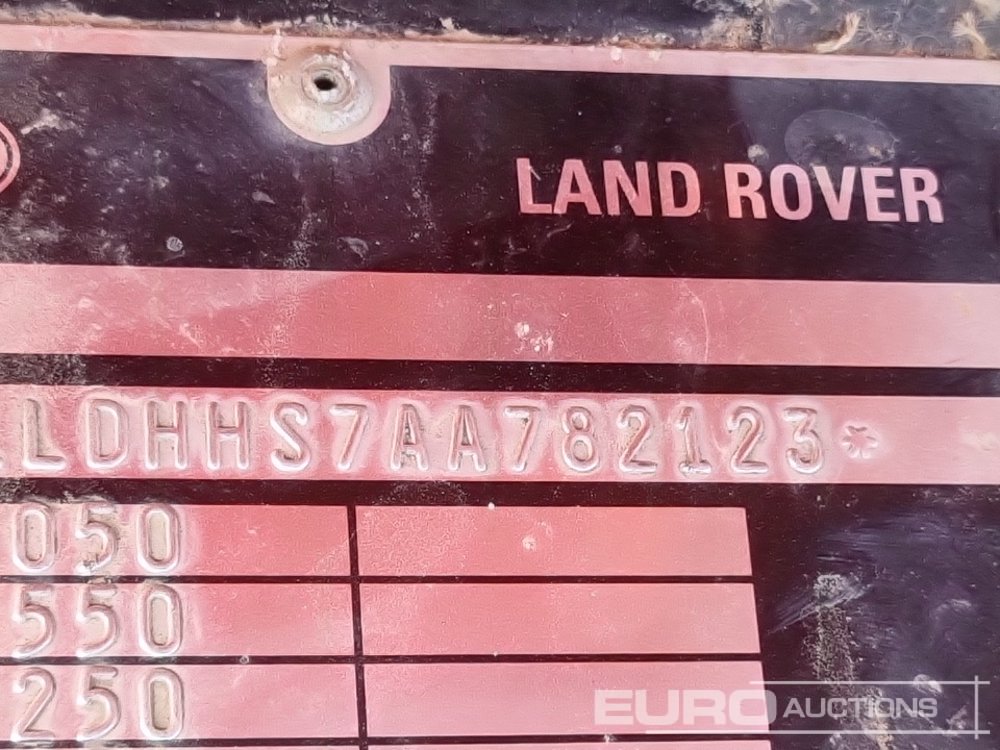 LAND ROVER
LDHHS7AA782123*
050
550
250
EURO AUCTIONS